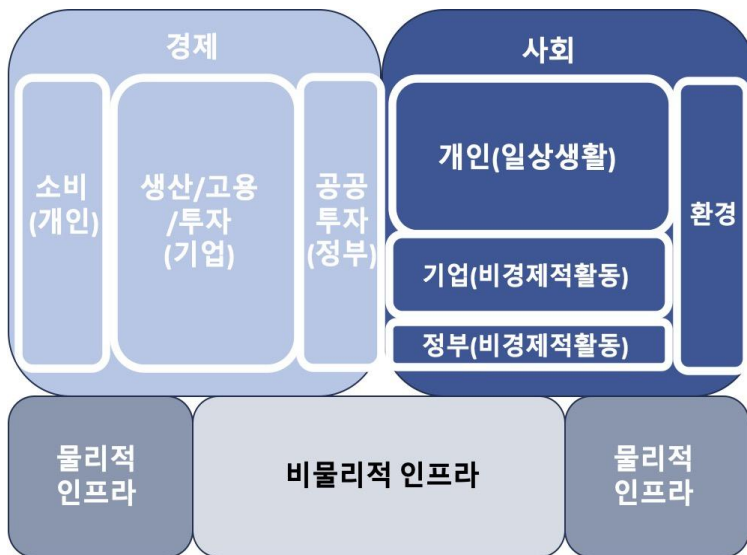 경제
소비
(개인)
생산/고용
/투자
(기업)
공공
투자
(정부)
사회
개인(일상생활)
기업(비경제적활동)
정부(비경제적활동)
환경
물리적
인프라
비물리적 인프라
물리적
인프라